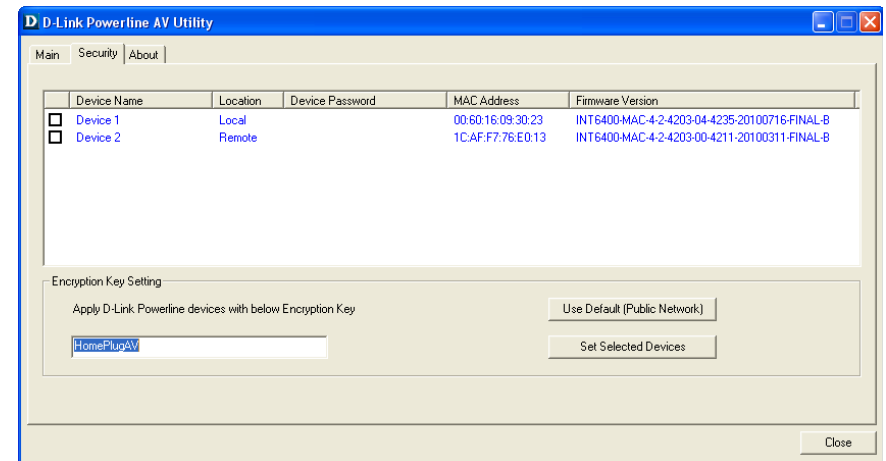 D D-Link Powerline AV Utility
Main Security About
Device Name Location Device Password MAC Address Firmware Version
Device 1 Local 00:60:16:09:30:23 INT6400-MAC-4-2-4203-04-4235-20100716-FINAL-B
Device 2 Remote 1C:AF:F7:76:E0:13 INT6400-MAC-4-2-4203-00-4211-20100311-FINAL-B
Encryption Key Setting
Apply D-Link Powerline devices with below Encryption Key
Use Default (Public Network)
HomePlugAV
Set Selected Devices
Close